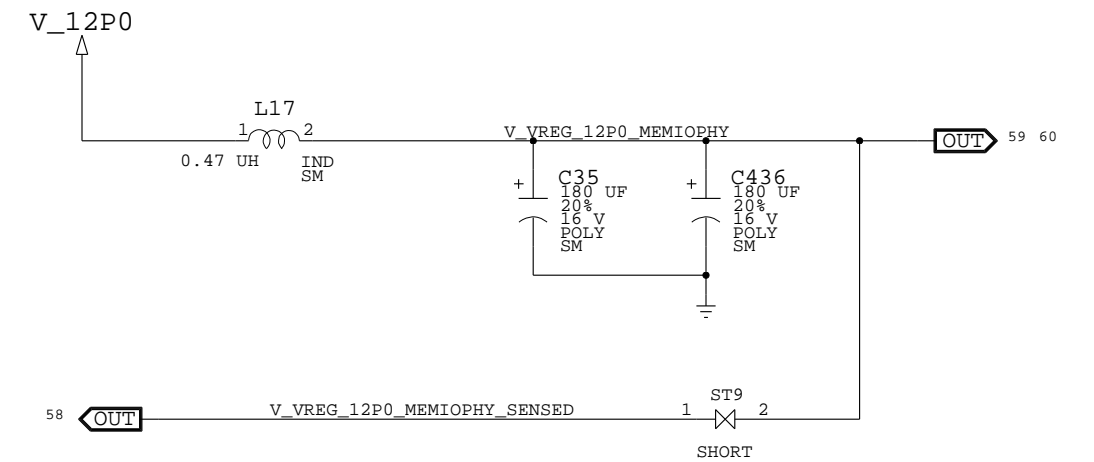 V_12P0
L17
1 2
0.47 UH
IND
SM
V_VREG_12P0_MEMIOPHY
OUT 59 60
+ C35
180 UF
20%
16 V
POLY
SM
+ C436
180 UF
20%
16 V
POLY
SM
58 OUT
V_VREG_12P0_MEMIOPHY_SENSED
ST9
1 2
SHORT